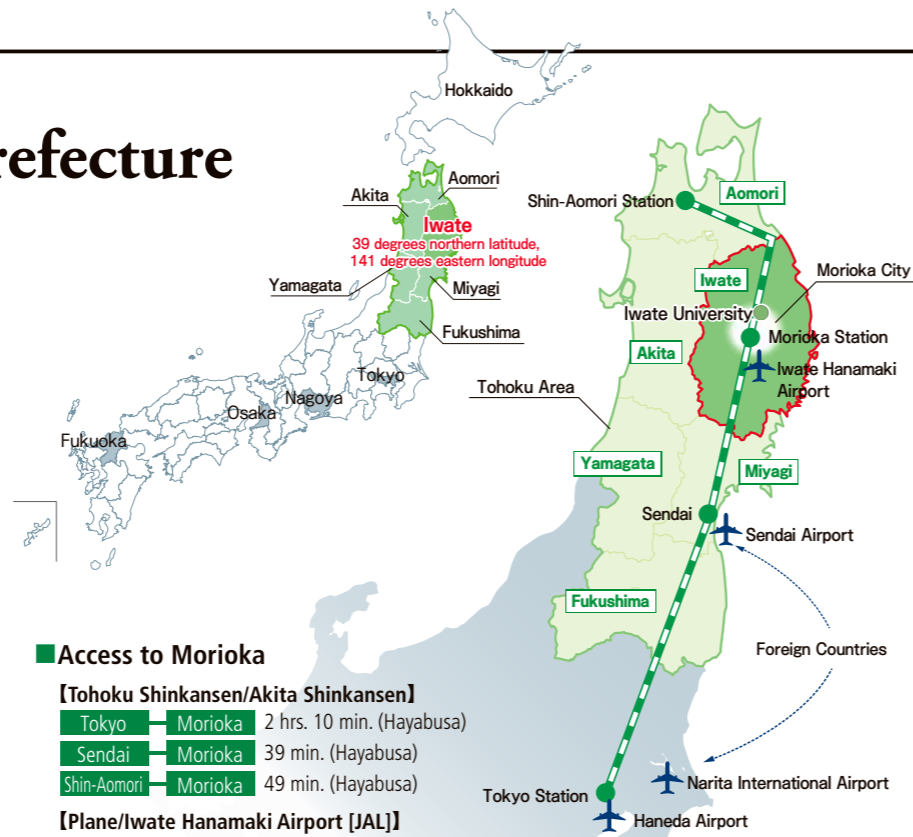 refecture
Hokkaido
Akita
Aomori
Iwate
39 degrees northern latitude,
141 degrees eastern longitude
Yamagata
Miyagi
Fukushima
Tokyo
Nagoya
Osaka
Fukuoka
Shin-Aomori Station
Aomori
Iwate
Morioka City
Iwate University
Morioka Station
Akita
Iwate Hanamaki
Airport
Tohoku Area
Yamagata
Miyagi
Sendai
Sendai Airport
Fukushima
Foreign Countries
Narita International Airport
Tokyo Station
Haneda Airport
■Access to Morioka
【Tohoku Shinkansen/Akita Shinkansen】
Tokyo Morioka 2 hrs. 10 min. (Hayabusa)
Sendai Morioka 39 min. (Hayabusa)
Shin-Aomori Morioka 49 min. (Hayabusa)
【Plane/Iwate Hanamaki Airport [JAL]】